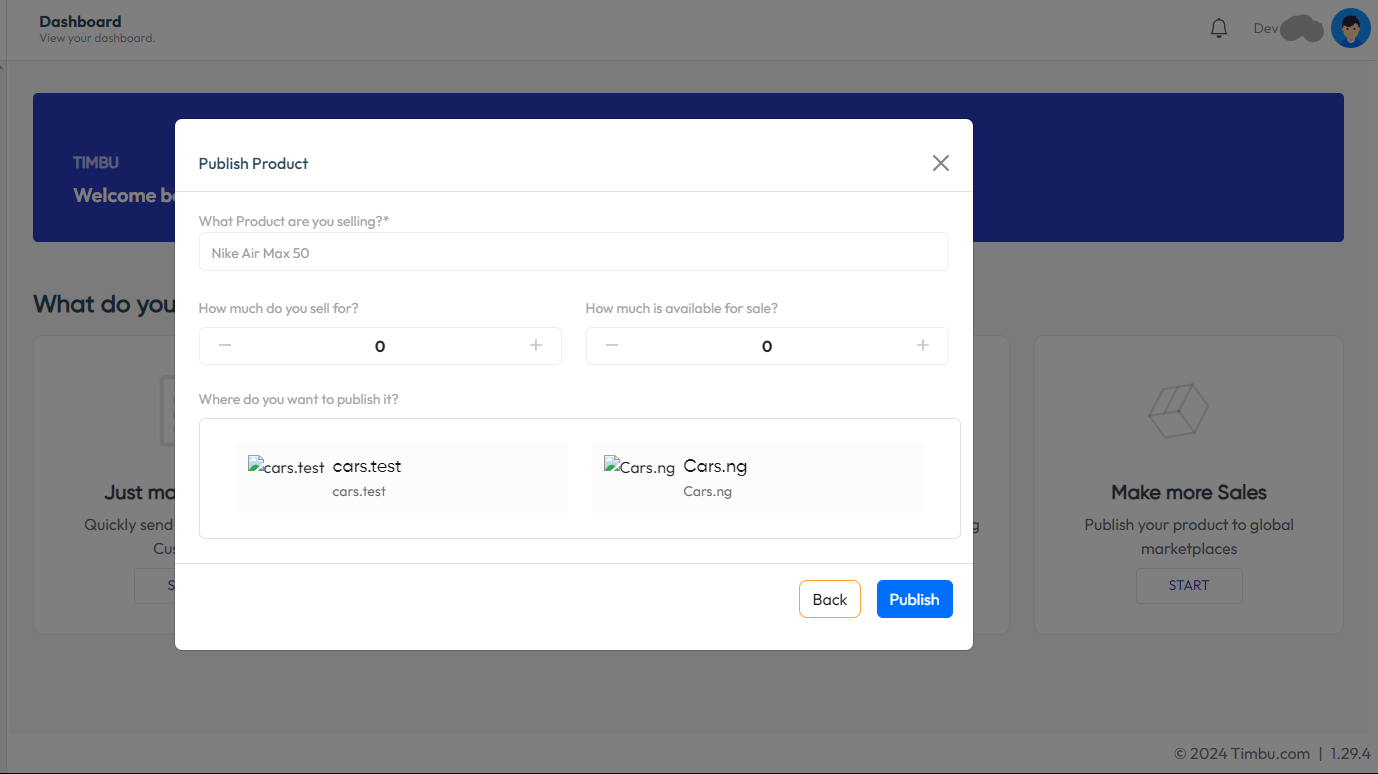 Dashboard
View your dashboard.
Dev
TIMBU
Welcome b
Publish Product
What Product are you selling?*
Nike Air Max 50
How much do you sell for?
How much is available for sale?
0
0
Where do you want to publish it?
cars.test cars.test
cars.test
Cars.ng Cars.ng
Cars.ng
Back
Publish
What do you
Just ma
Quickly send
Cus
S
g
Make more Sales
Publish your product to global
marketplaces
START
© 2024 Timbu.com | 1.29.4